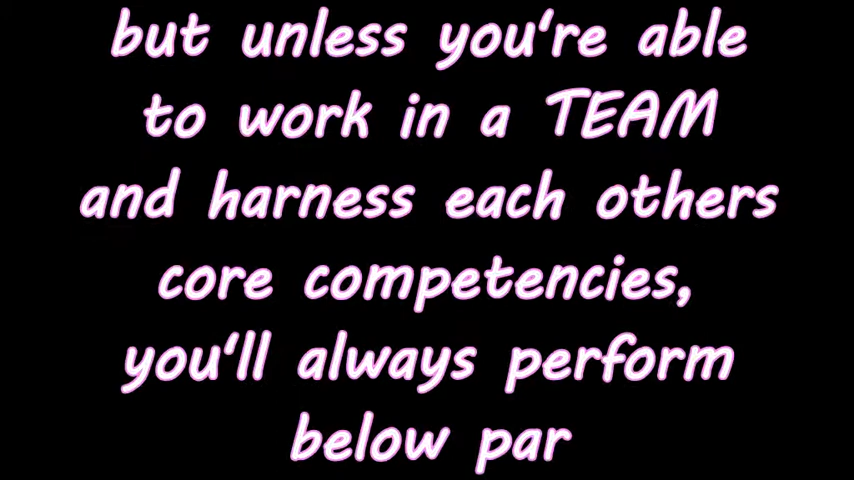 but unless you're able
to work in a TEAM
and harness each others
core competencies,
you'll always perform
below par